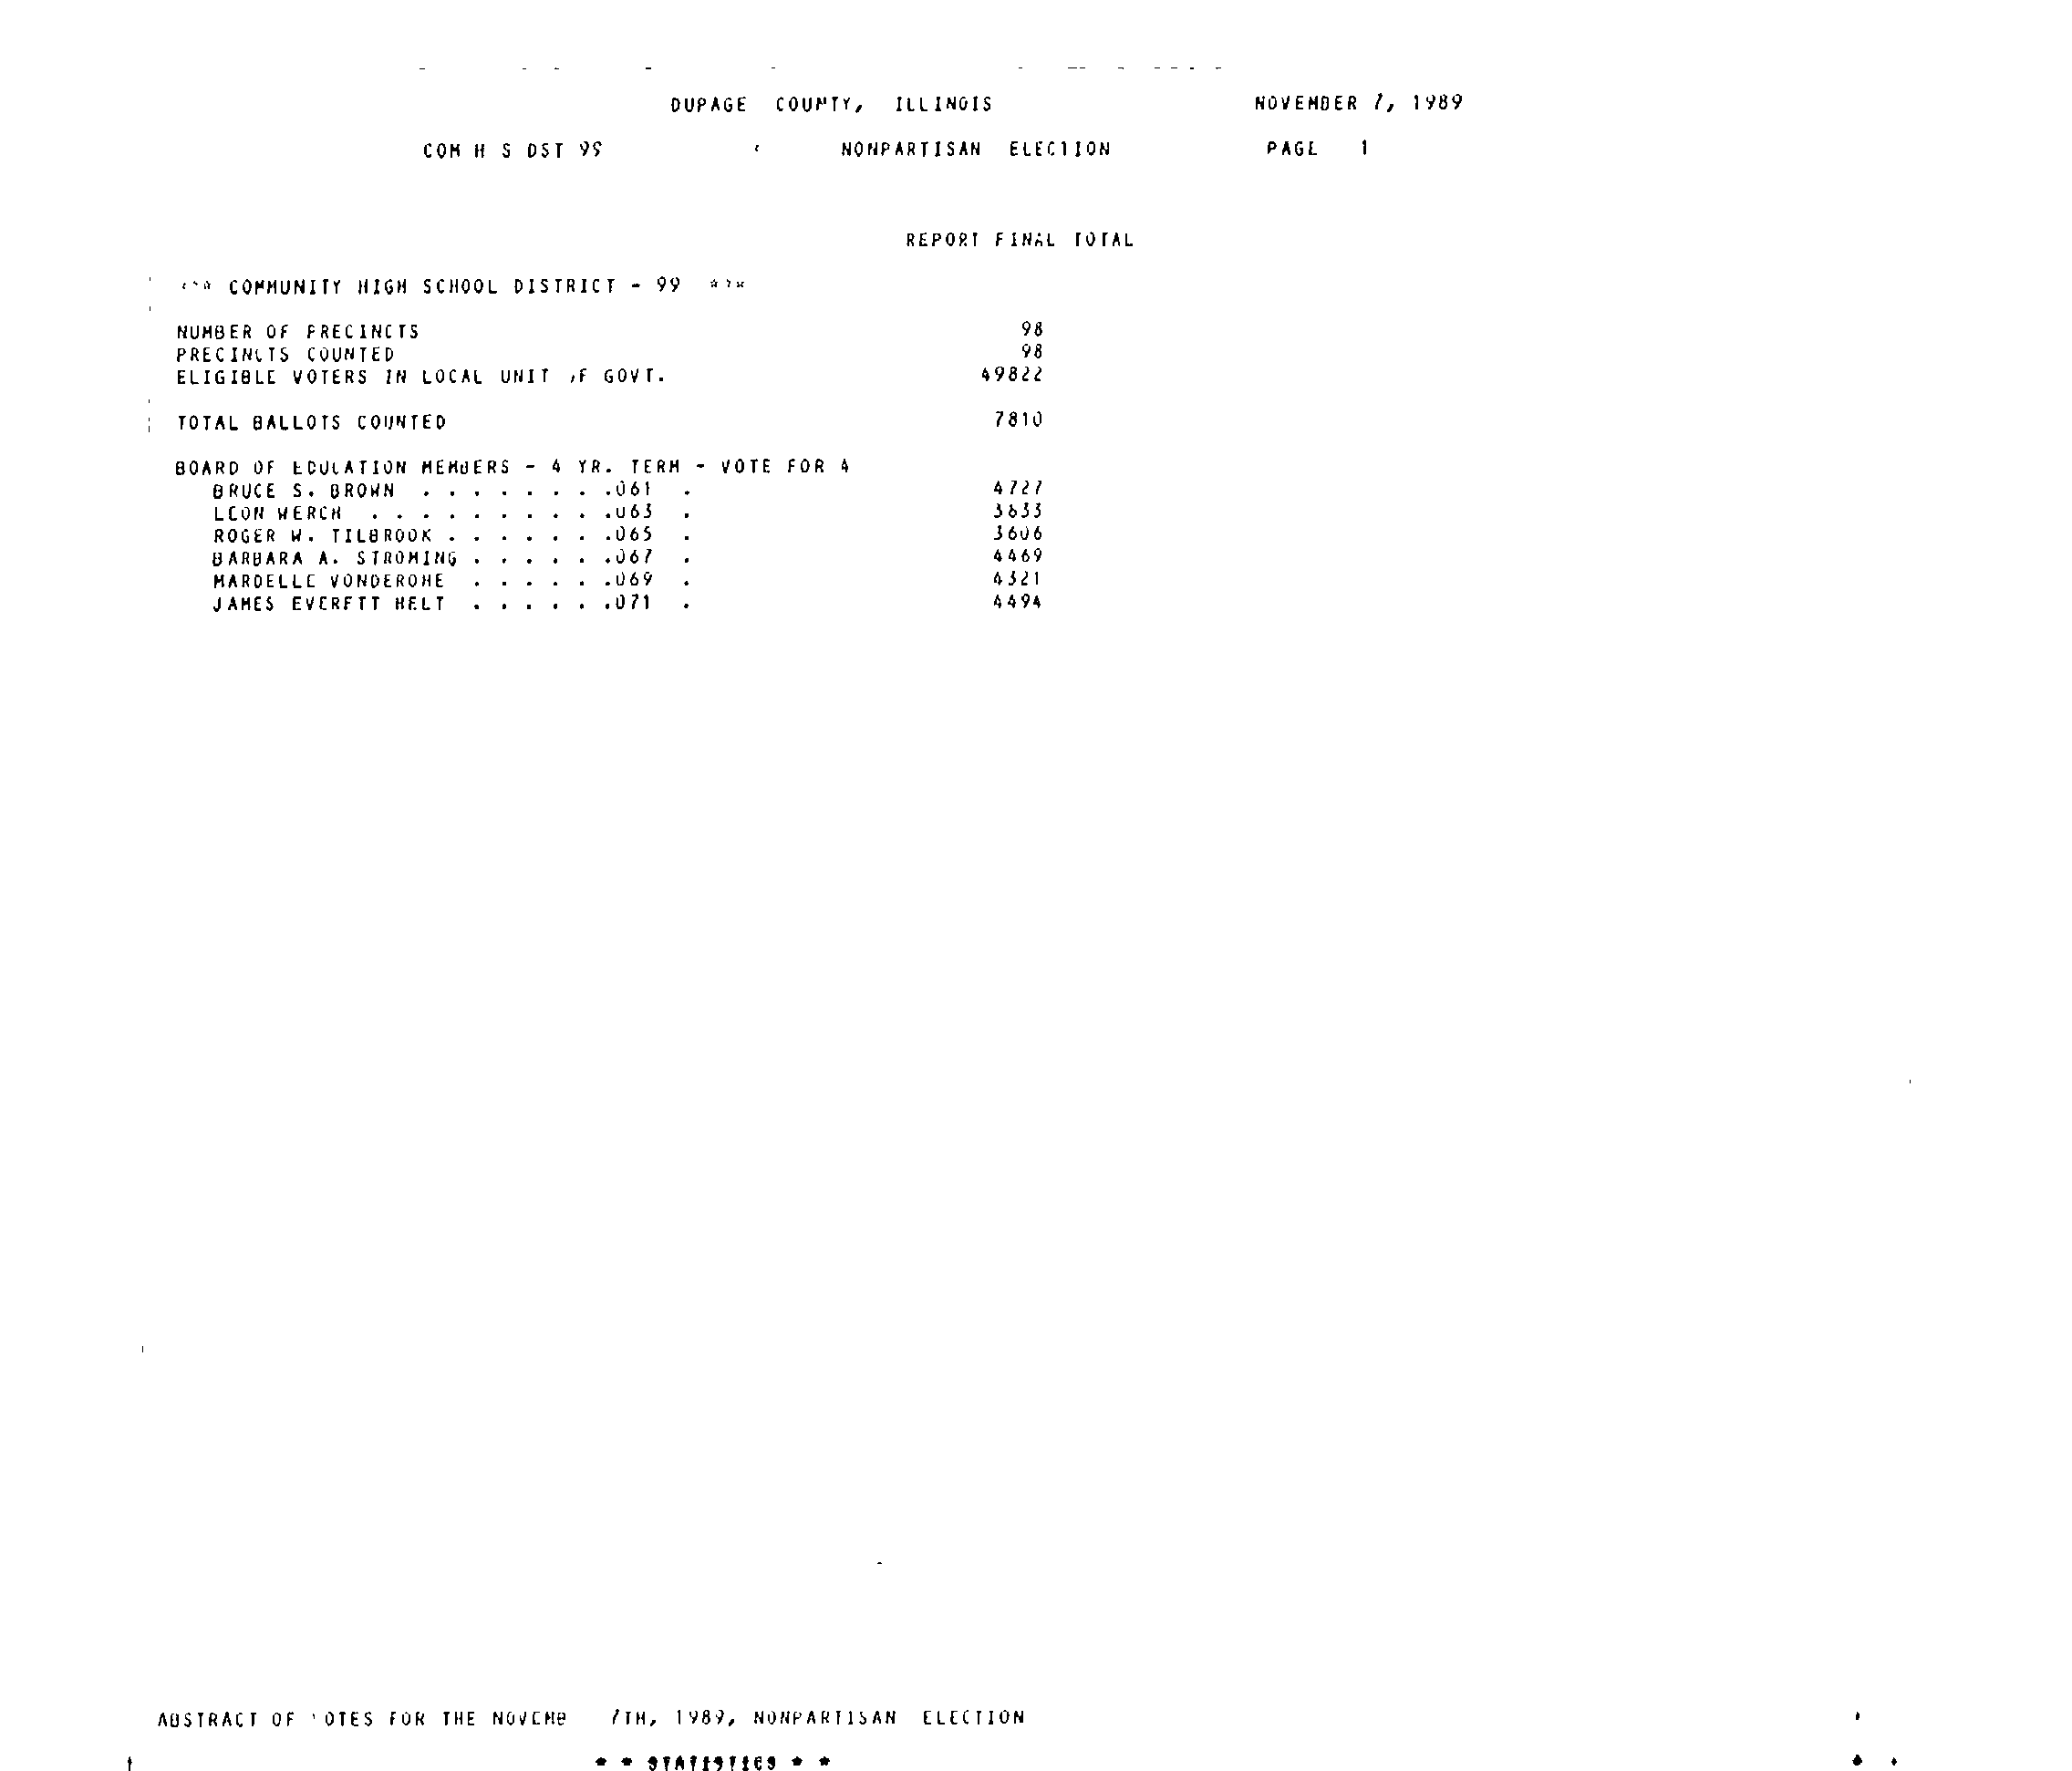 DUPAGE COUNTY, ILLINOIS NOVEMBER 7, 1989
COM H S DST 99 NONPARTISAN ELECTION PAGE 1
REPORT FINAL TOTAL
*** COMMUNITY HIGH SCHOOL DISTRICT - 99 ***
NUMBER OF PRECINCTS 98
PRECINCTS COUNTED 98
ELIGIBLE VOTERS IN LOCAL UNIT OF GOVT. 49822
TOTAL BALLOTS COUNTED 7810
BOARD OF EDUCATION MEMBERS - 4 YR. TERM - VOTE FOR 4
BRUCE S. BROWN . . . . . . . .061 . 4727
LEON WERCH . . . . . . . . . .063 .
ROGER W. TILBROOK . . . . . . .065 . 3606
BARBARA A. STROMING . . . . . .067 . 4469
MARDELLE VONDEROHE . . . . . .069 . 4321
JAMES EVERETT HELT . . . . . .071 . 4494
ABSTRACT OF VOTES FOR THE NOVEMB 7TH, 1989, NONPARTISAN ELECTION
* * STATISTICS * *